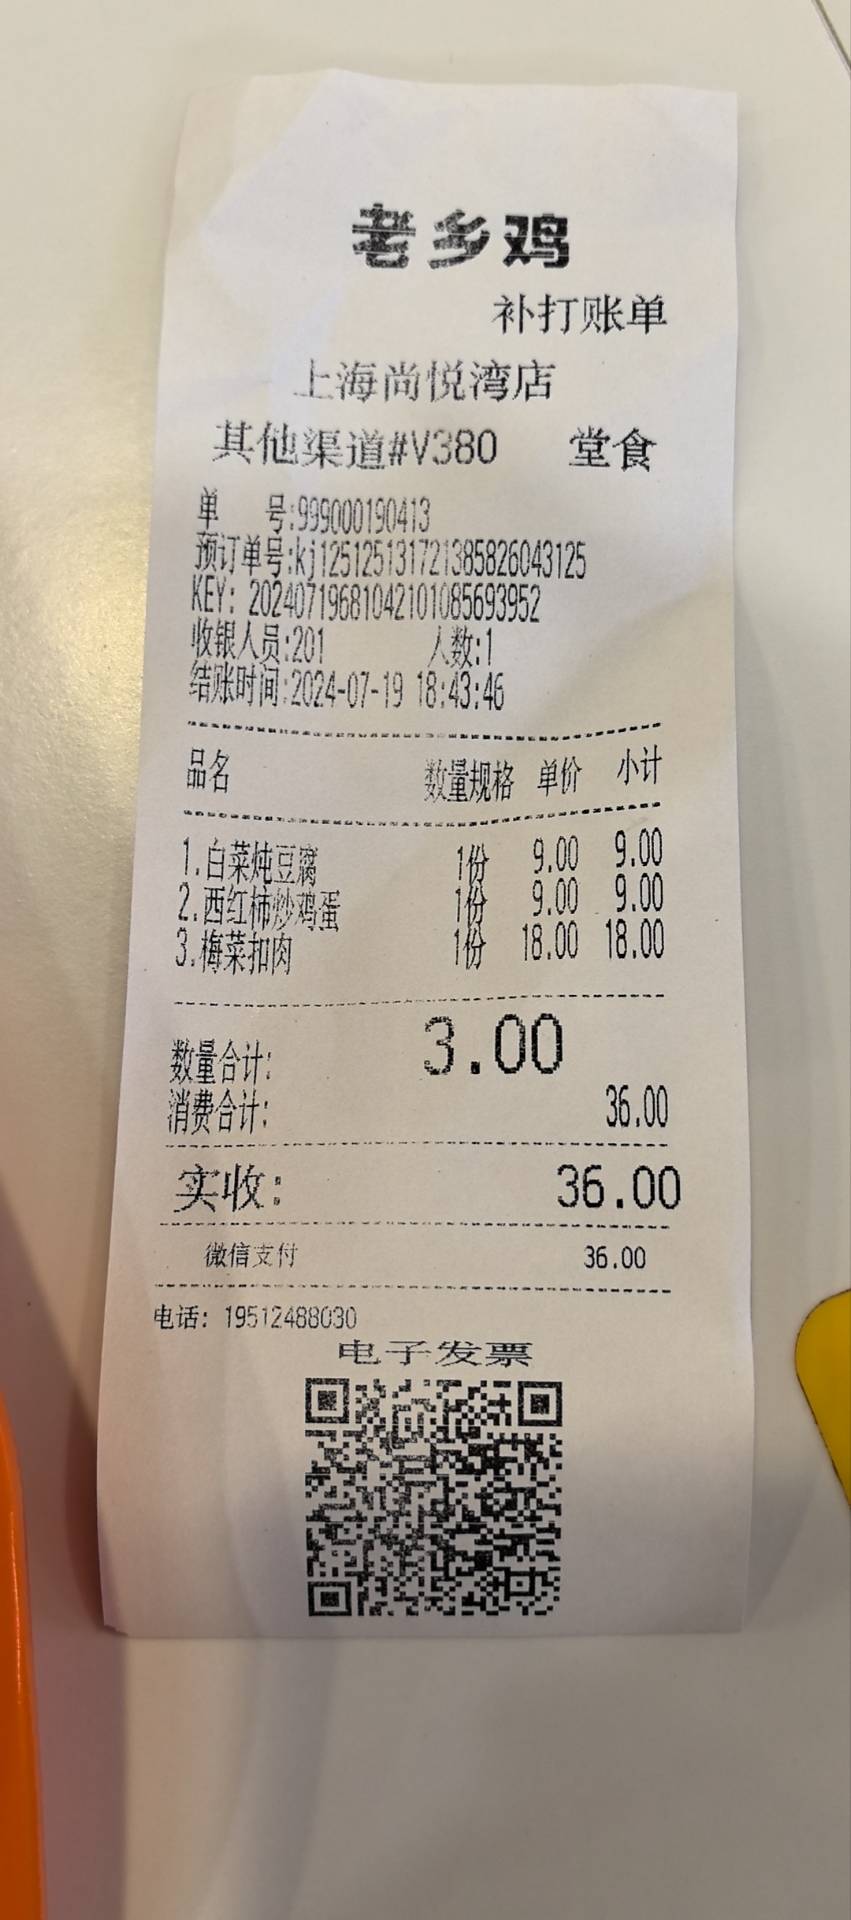 老乡鸡
补打账单
上海尚悦湾店
其他渠道#V380 堂食
单 号:999000190413
预订单号:kj125125131721385826043125
KEY: 20240719681042101085693952
收银人员:201 人数:1
结账时间:2024-07-19 18:43:46
品名 数量规格 单价 小计
1.白菜炖豆腐 1份 9.00 9.00
2.西红柿炒鸡蛋 1份 9.00 9.00
3.梅菜扣肉 1份 18.00 18.00
数量合计: 3.00
消费合计: 36.00
实收: 36.00
微信支付 36.00
电话: 19512488030
电子发票